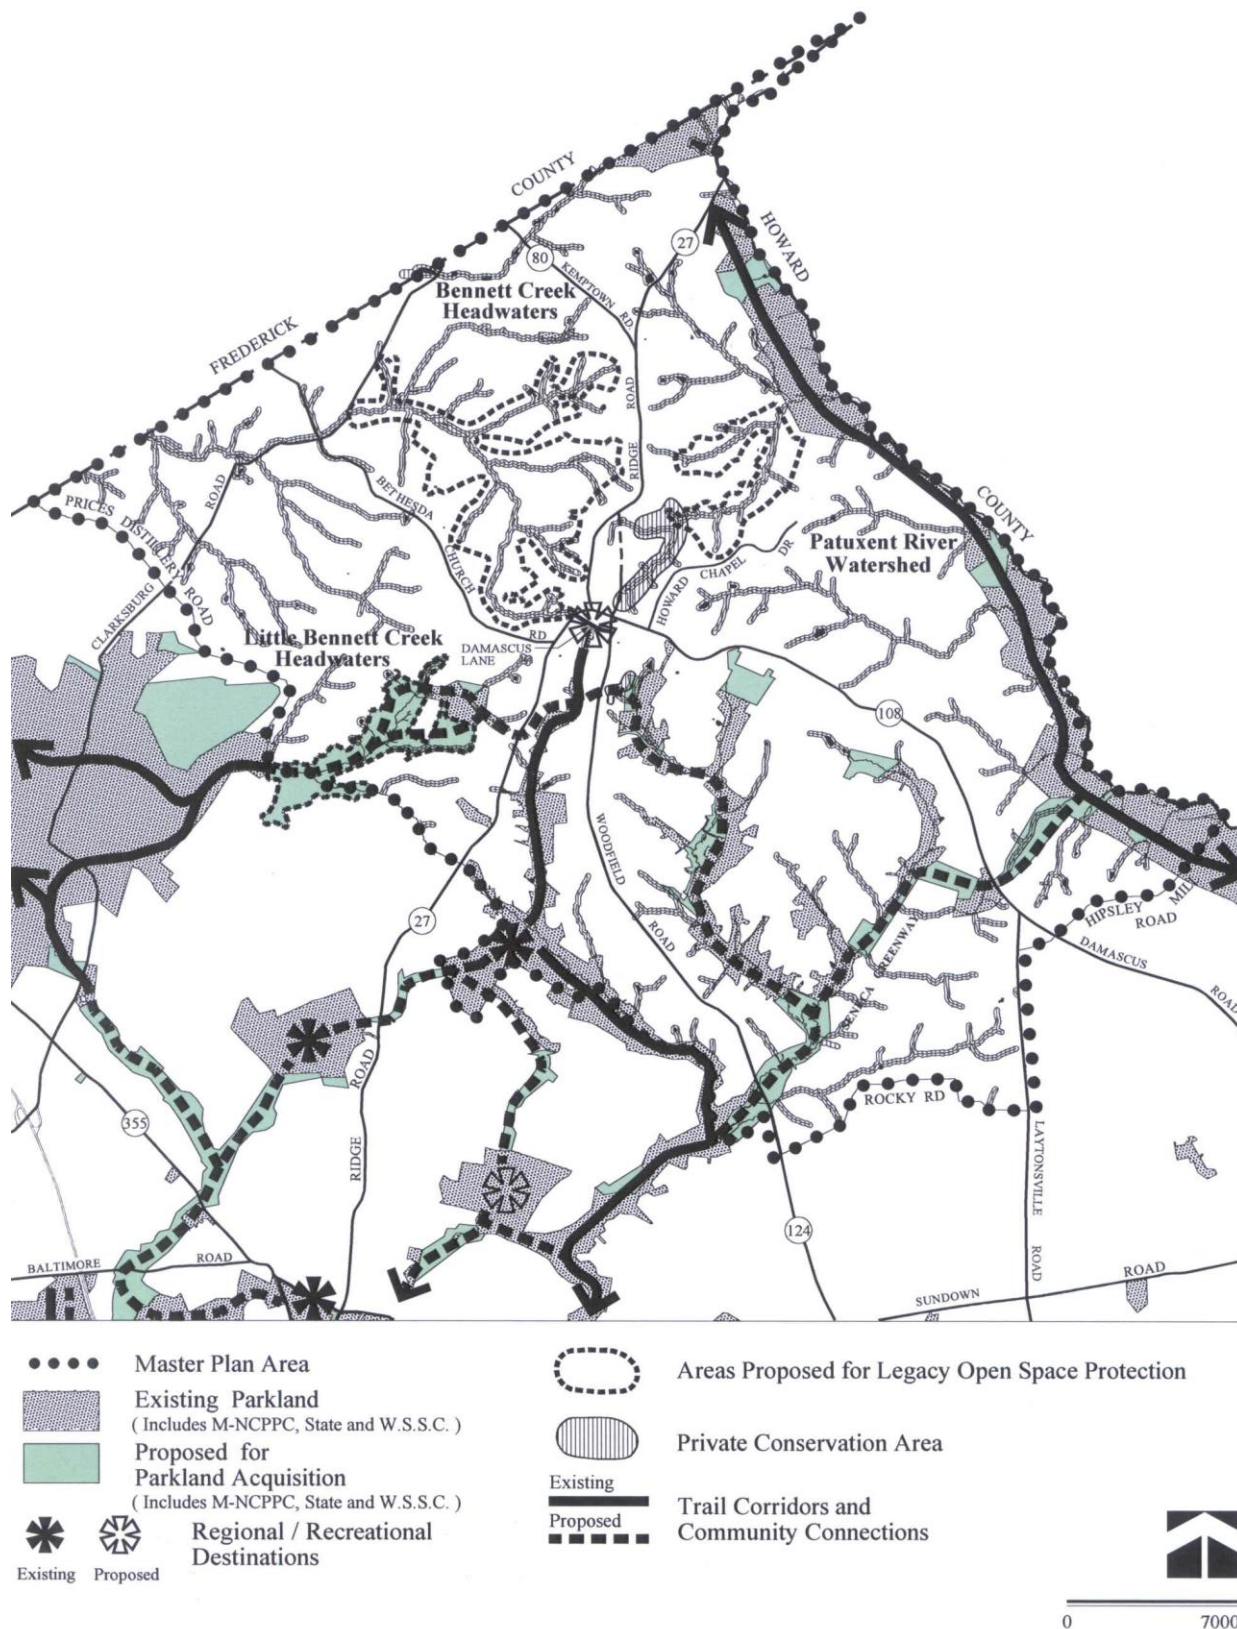 COUNTY
HOWARD
27
80
KEMPTOWN RD
Bennett Creek
Headwaters
FREDERICK
ROAD
RIDGE
COUNTY
ROAD
BETHESDA
PRICES DISTILLERY ROAD
Patuxent River
Watershed
CHURCH
HOWARD CHAPEL DR
CLARKSBURG
Little Bennett Creek
Headwaters
RD
DAMASCUS
LANE
108
WOODFIELD
27
ROAD
HIPSLEY MILL
ROAD
DAMASCUS
ROAD
SENECA GREENWAY
ROAD
ROCKY RD
355
RIDGE
LAYTONSVILLE
124
BALTIMORE ROAD
ROAD
ROAD
SUNDOWN
Master Plan Area
Existing Parkland
( Includes M-NCPPC, State and W.S.S.C. )
Proposed for
Parkland Acquisition
( Includes M-NCPPC, State and W.S.S.C. )
Regional / Recreational
Destinations
Existing Proposed
Areas Proposed for Legacy Open Space Protection
Private Conservation Area
Existing
Proposed
Trail Corridors and
Community Connections
0 7000